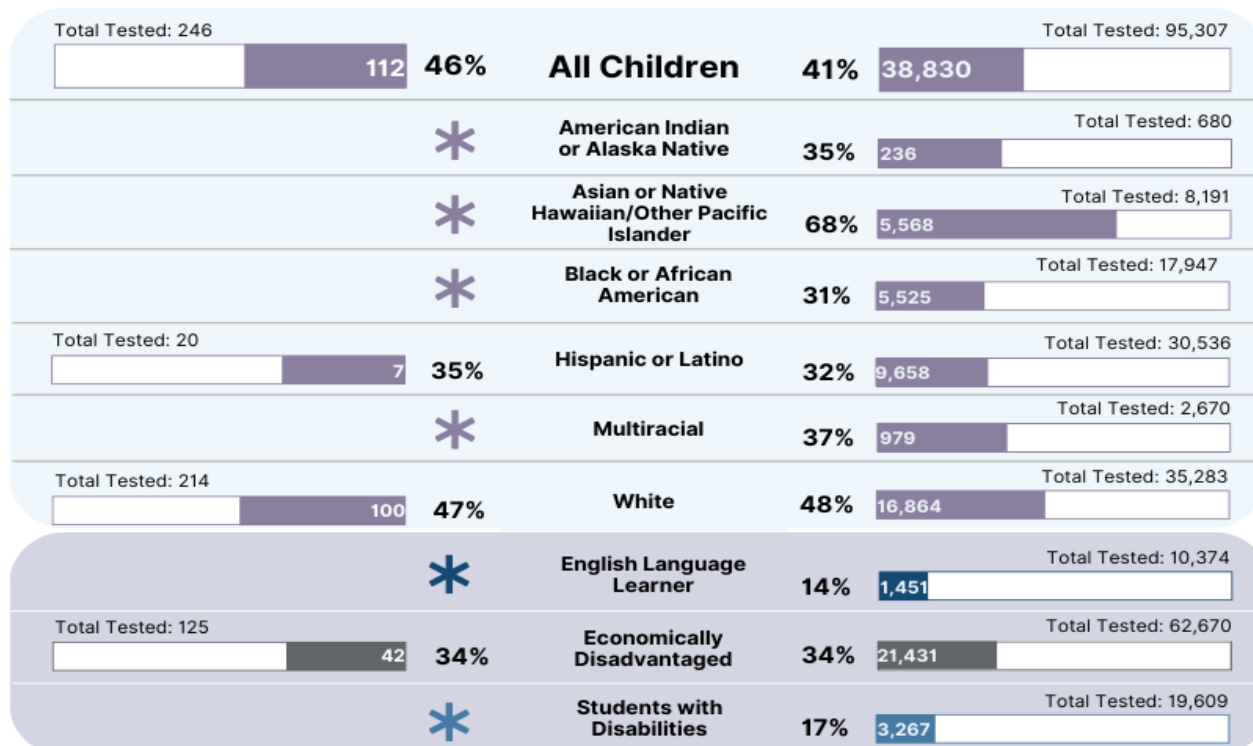 Total Tested: 246
Total Tested: 95,307
112 46% All Children 41% 38,830
American Indian
or Alaska Native
Total Tested: 680
35% 236
Asian or Native
Hawaiian/Other Pacific
Islander
Total Tested: 8,191
68% 5,568
Black or African
American
Total Tested: 17,947
31% 5,525
Total Tested: 20
7 35% Hispanic or Latino
Total Tested: 30,536
32% 9,658
Multiracial
Total Tested: 2,670
37% 979
Total Tested: 214
100 47% White
Total Tested: 35,283
48% 16,864
English Language
Learner
Total Tested: 10,374
14% 1,451
Total Tested: 125
42 34% Economically
Disadvantaged
Total Tested: 62,670
34% 21,431
Students with
Disabilities
Total Tested: 19,609
17% 3,267